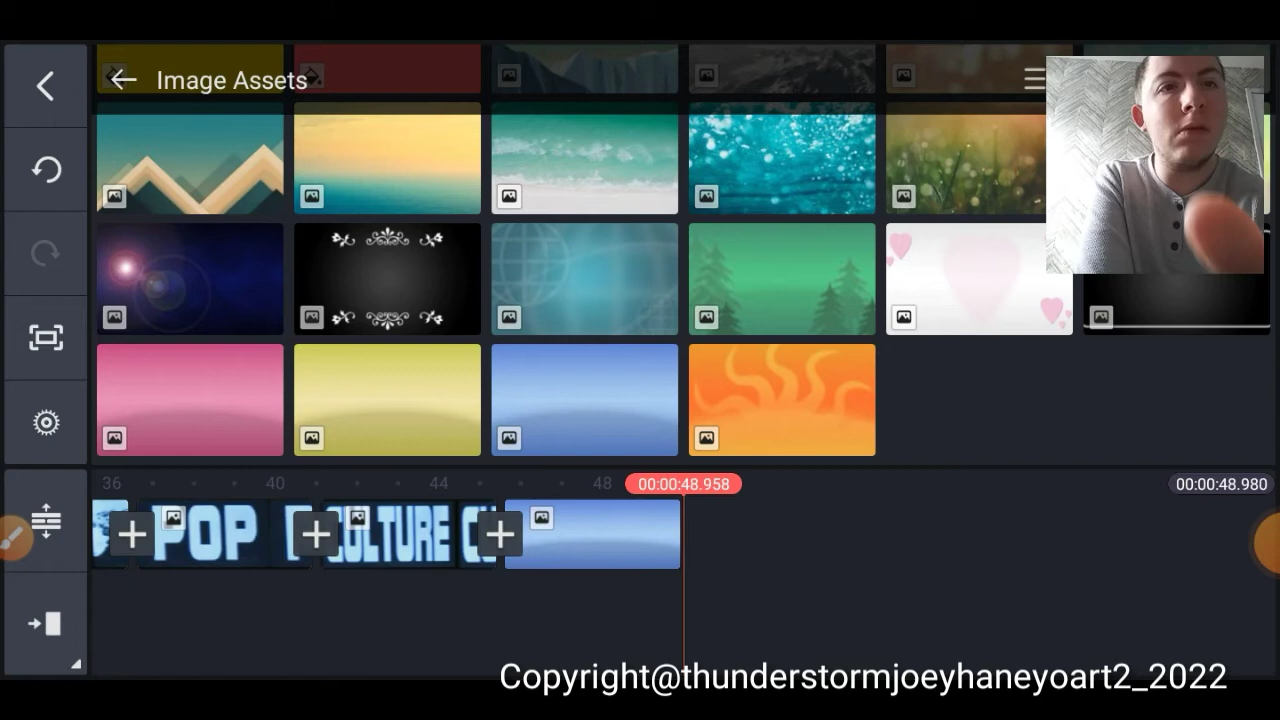 Image Assets
36 40 44 48 00:00:48.958 00:00:48.980
POP CULTURE
Copyright@thunderstormjoeyhaneyoart2_2022